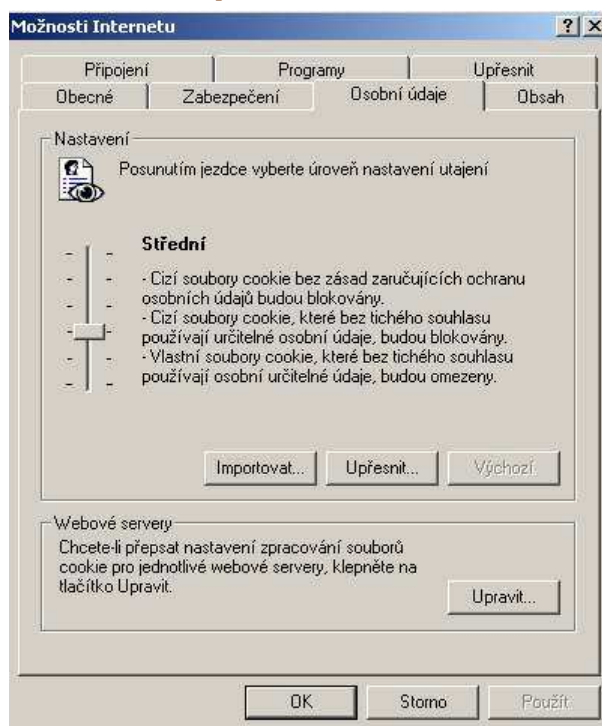 Možnosti Internetu
Připojení Programy Upřesnit
Obecné Zabezpečení Osobní údaje Obsah
Nastavení
Posunutím jezdce vyberte úroveň nastavení utajení
Střední
- Cizí soubory cookie bez zásad zaručujících ochranu
osobních údajů budou blokovány.
- Cizí soubory cookie, které bez tichého souhlasu
používají určitelné osobní údaje, budou blokovány.
- Vlastní soubory cookie, které bez tichého souhlasu
používají osobní určitelné údaje, budou omezeny.
Importovat... Upřesnit... Výchozí
Webové servery
Chcete-li přepsat nastavení zpracování souborů
cookie pro jednotlivé webové servery, klepněte na
tlačítko Upravit.
Upravit...
OK Storno Použít